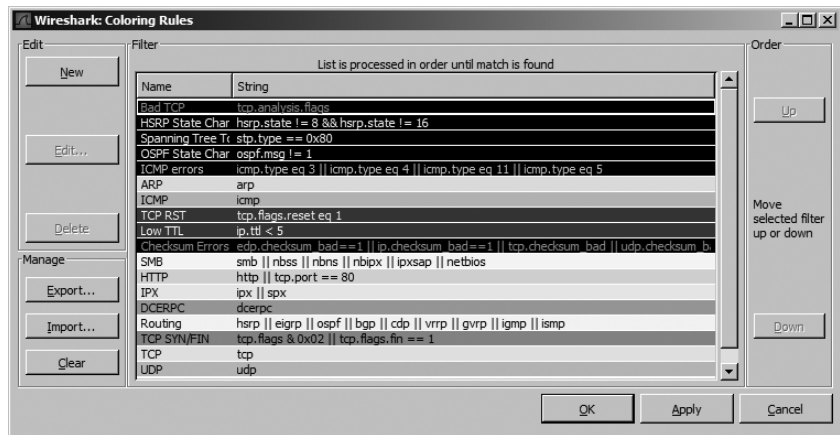 Wireshark: Coloring Rules
Edit
New
Edit...
Delete
Manage
Export...
Import...
Clear
Filter
List is processed in order until match is found
Name String
Bad TCP tcp.analysis.flags
HSRP State Char hsrp.state != 8 && hsrp.state != 16
Spanning Tree To stp.type == 0x80
OSPF State Char ospf.msg != 1
ICMP errors icmp.type eq 3 || icmp.type eq 4 || icmp.type eq 11 || icmp.type eq 5
ARP arp
ICMP icmp
TCP RST tcp.flags.reset eq 1
Low TTL ip.ttl < 5
Checksum Errors edp.checksum_bad==1 || ip.checksum_bad==1 || tcp.checksum_bad || udp.checksum_b
SMB smb || nbss || nbns || nbipx || ipxsap || netbios
HTTP http || tcp.port == 80
IPX ipx || spx
DCERPC dcerpc
Routing hsrp || eigrp || ospf || bgp || cdp || vrrp || gvrp || igmp || ismp
TCP SYN/FIN tcp.flags & 0x02 || tcp.flags.fin == 1
TCP tcp
UDP udp
Order
Up
Move
selected filter
up or down
Down
OK Apply Cancel